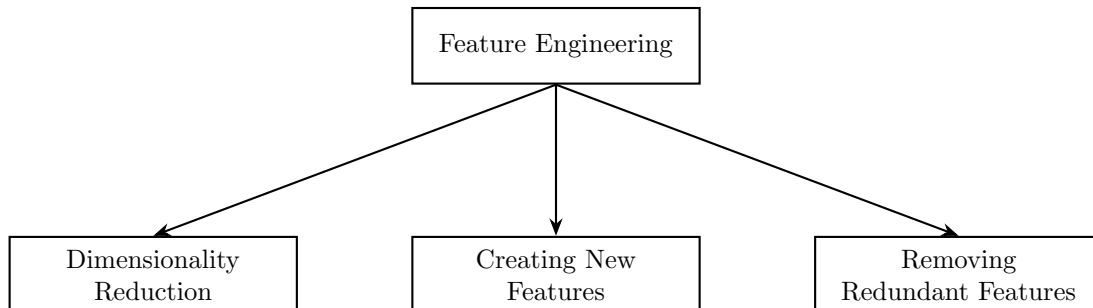 Feature Engineering
Dimensionality
Reduction
Creating New
Features
Removing
Redundant Features